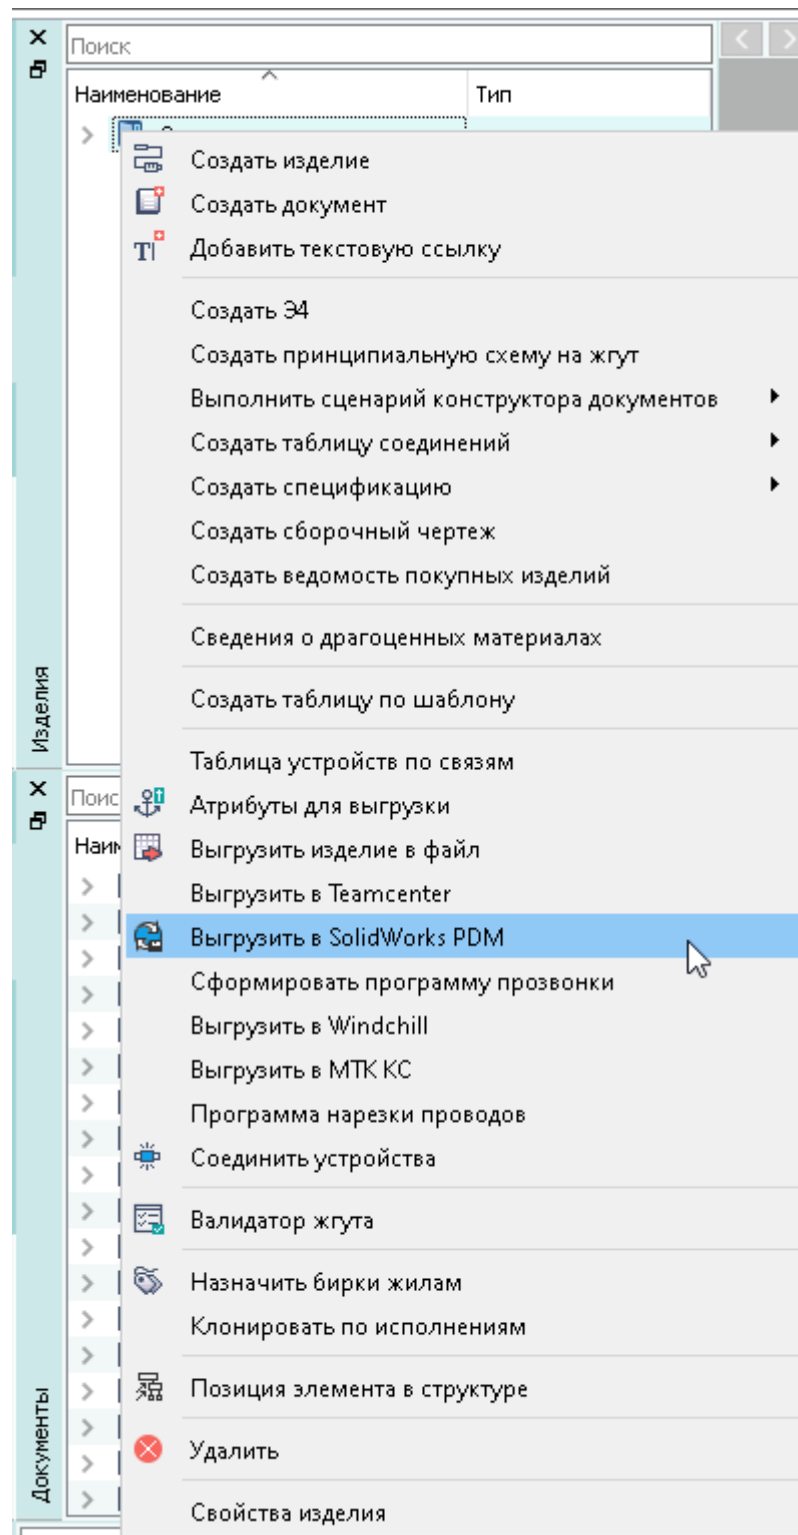 Поиск
Наименование Тип
Создать изделие
Создать документ
Добавить текстовую ссылку
Создать Э4
Создать принципиальную схему на жгут
Выполнить сценарий конструктора документов
Создать таблицу соединений
Создать спецификацию
Создать сборочный чертеж
Создать ведомость покупных изделий
Сведения о драгоценных материалах
Создать таблицу по шаблону
Таблица устройств по связям
Атрибуты для выгрузки
Выгрузить изделие в файл
Выгрузить в Teamcenter
Выгрузить в SolidWorks PDM
Сформировать программу прозвонки
Выгрузить в Windchill
Выгрузить в МТК КС
Программа нарезки проводов
Соединить устройства
Валидатор жгута
Назначить бирки жилам
Клонировать по исполнениям
Позиция элемента в структуре
Удалить
Свойства изделия
Изделия
Поис
Наим
Документы